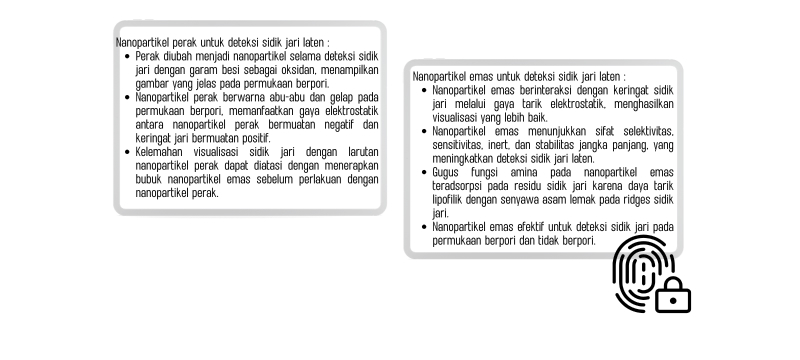 Nanopartikel perak untuk deteksi sidik jari laten :
• Perak diubah menjadi nanopartikel selama deteksi sidik
jari dengan garam besi sebagai oksidan, menampilkan
gambar yang jelas pada permukaan berpori.
• Nanopartikel perak berwarna abu-abu dan gelap pada
permukaan berpori, memanfaatkan gaya elektrostatik
antara nanopartikel perak bermuatan negatif dan
keringat jari bermuatan positif.
• Kelemahan visualisasi sidik jari dengan larutan
nanopartikel perak dapat diatasi dengan menerapkan
bubuk nanopartikel emas sebelum perlakuan dengan
nanopartikel perak.
Nanopartikel emas untuk deteksi sidik jari laten :
• Nanopartikel emas berinteraksi dengan keringat sidik
jari melalui gaya tarik elektrostatik, menghasilkan
visualisasi yang lebih baik.
• Nanopartikel emas menunjukkan sifat selektivitas,
sensitivitas, inert, dan stabilitas jangka panjang, yang
meningkatkan deteksi sidik jari laten.
• Gugus fungsi amina pada nanopartikel emas
teradsorpsi pada residu sidik jari karena daya tarik
lipofilik dengan senyawa asam lemak pada ridges sidik
jari.
• Nanopartikel emas efektif untuk deteksi sidik jari pada
permukaan berpori dan tidak berpori.